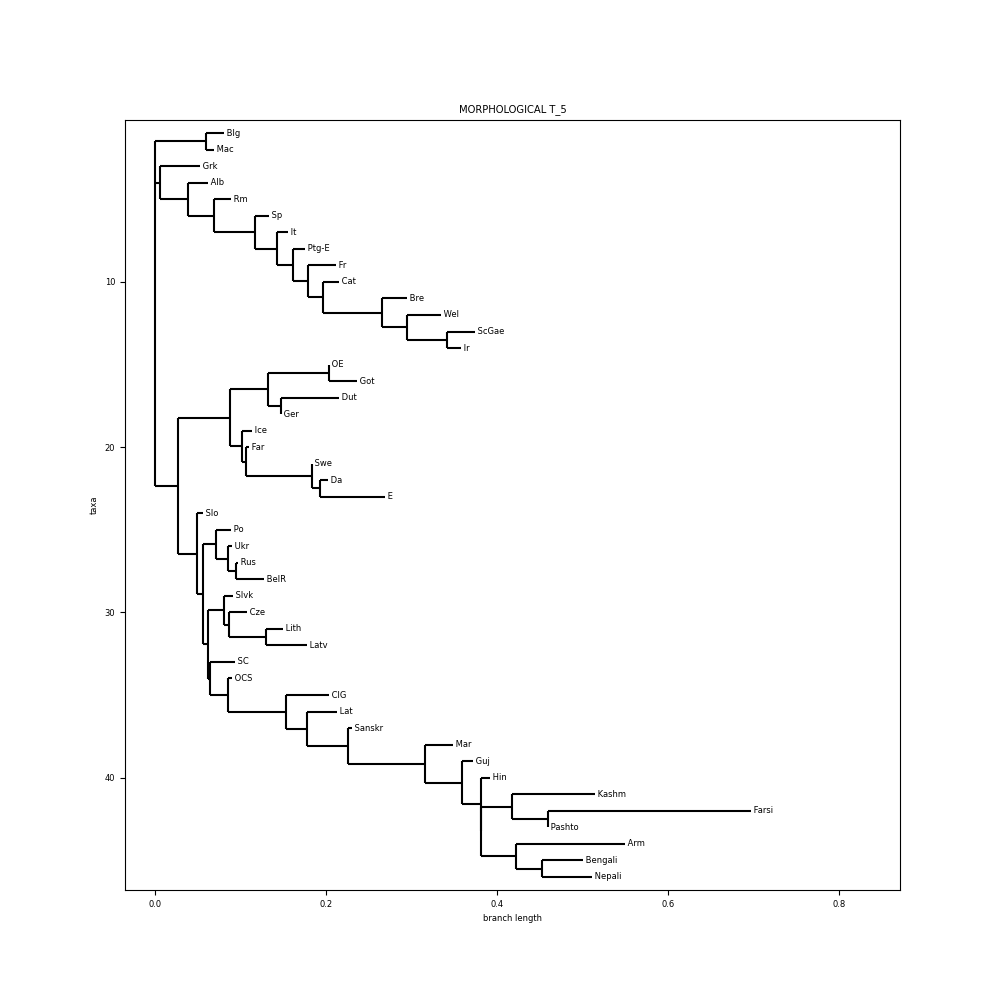 MORPHOLOGICAL T_5
Blg
Mac
Grk
Alb
Rm
Sp
It
Ptg-E
Fr
Cat
Bre
Wel
ScGae
Ir
OE
Got
Dut
Ger
Ice
Far
Swe
Da
E
Slo
Po
Ukr
Rus
BelR
Slvk
Cze
Lith
Latv
SC
OCS
ClG
Lat
Sanskr
Mar
Guj
Hin
Kashm
Farsi
Pashto
Arm
Bengali
Nepali
10
20
30
40
taxa
0.0 0.2 0.4 0.6 0.8
branch length